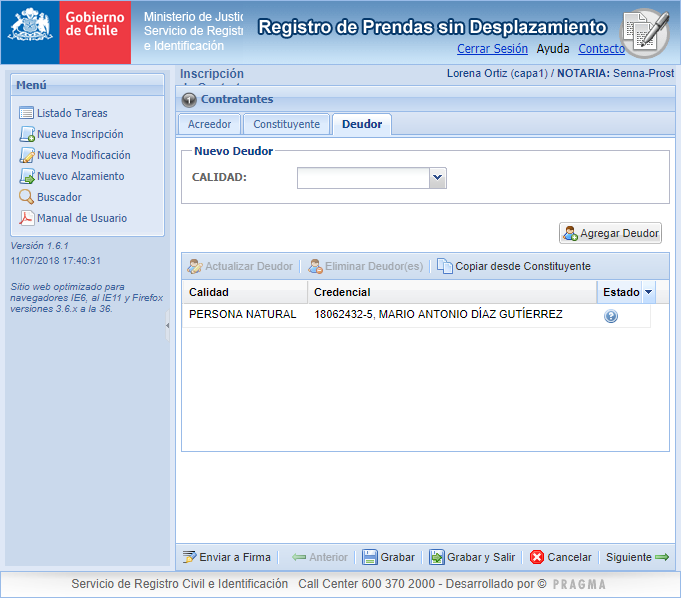 Gobierno
de Chile
Ministerio de Justic
Servicio de Registr
e Identificación
Registro de Prendas sin Desplazamiento
Cerrar Sesión Ayuda Contacto
Menú
Listado Tareas
Nueva Inscripción
Nueva Modificación
Nuevo Alzamiento
Buscador
Manual de Usuario
Versión 1.6.1
11/07/2018 17:40:31
Sitio web optimizado para
navegadores IE6, al IE11 y Firefox
versiones 3.6.x a la 36.
Inscripción
Lorena Ortiz (capa1) / NOTARIA: Senna-Prost
1 Contratantes
Acreedor Constituyente Deudor
Nuevo Deudor
CALIDAD:
Agregar Deudor
Actualizar Deudor Eliminar Deudor(es) Copiar desde Constituyente
Calidad Credencial Estado
PERSONA NATURAL 18062432-5, MARIO ANTONIO DÍAZ GUTÍERREZ
Enviar a Firma Anterior Grabar Grabar y Salir Cancelar Siguiente
Servicio de Registro Civil e Identificación Call Center 600 370 2000 - Desarrollado por © PRAGMA